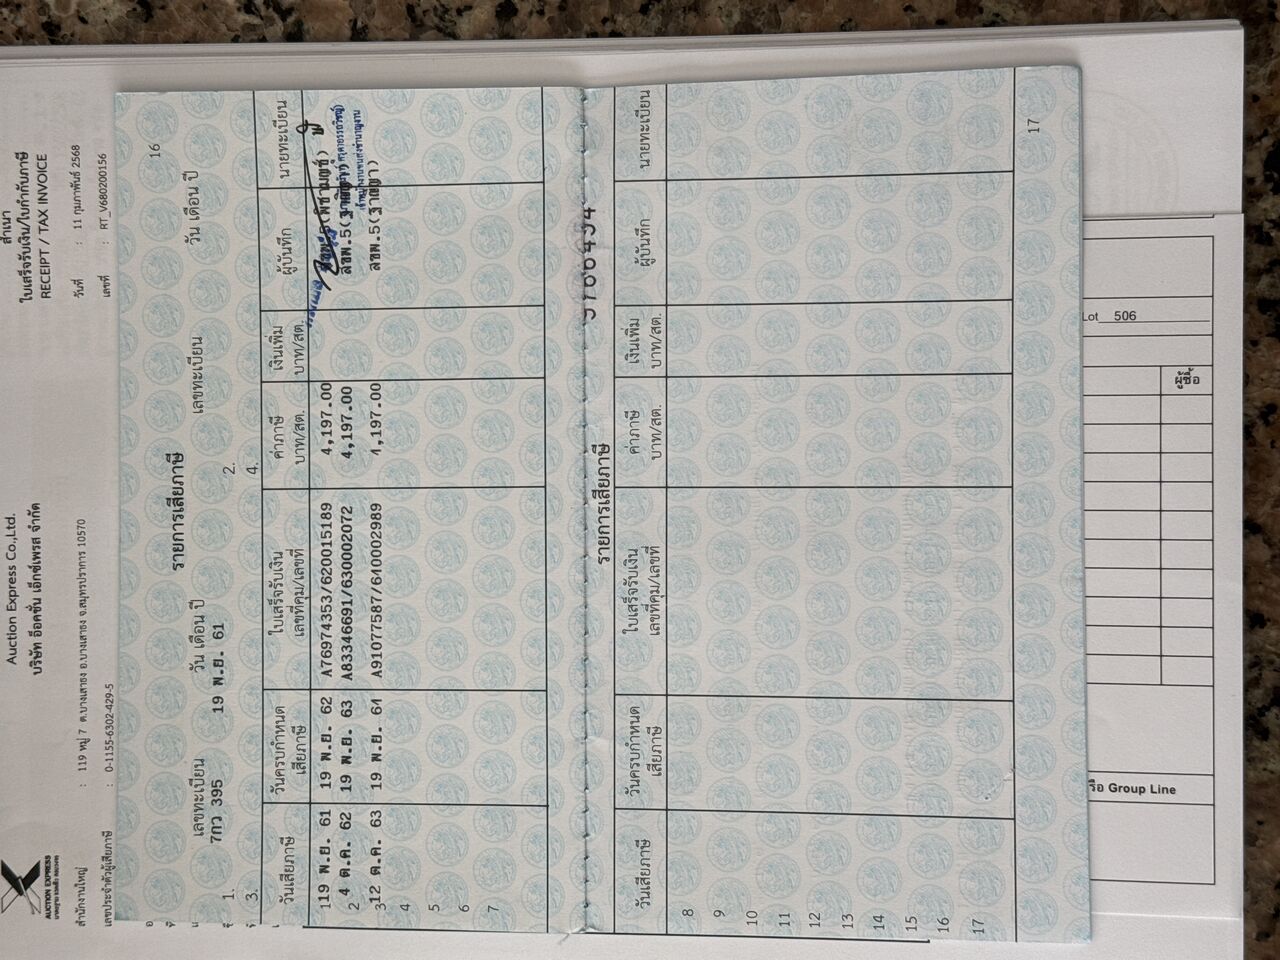 สำเนา
ใบเสร็จรับเงิน/ใบกำกับภาษี
RECEIPT / TAX INVOICE
Auction Express Co.,Ltd.
บริษัท อ๊อคชั่น เอ็กซ์เพรส จำกัด
AUCTION EXPRESS
สำนักงานใหญ่ : 119 หมู่ 7 ต.บางเสาธง อ.บางเสาธง จ.สมุทรปราการ 10570
วันที่ : 11 กุมภาพันธ์ 2568
เลขประจำตัวผู้เสียภาษี : 0-1155-6302-429-5
เลขที่ : RT_V680200156
16
รายการเสียภาษี
เลขทะเบียน วัน เดือน ปี เลขทะเบียน วัน เดือน ปี
1. 7กว 395 19 พ.ย. 61 2.
3. 4.
วันเสียภาษี วันครบกำหนดเสียภาษี ใบเสร็จรับเงิน เลขที่คุม/เลขที่ ค่าภาษี บาท/สต. เงินเพิ่ม บาท/สต. ผู้บันทึก นายทะเบียน
1 19 พ.ย. 61 19 พ.ย. 62 A76974353/620015189 4,197.00
2 4 ต.ค. 62 19 พ.ย. 63 A83346691/630002072 4,197.00 สขพ.5
3 12 ต.ค. 63 19 พ.ย. 64 A91077587/640002989 4,197.00 สขพ.5(ฐาณญา)
4
5
6
7
รายการเสียภาษี
วันเสียภาษี วันครบกำหนดเสียภาษี ใบเสร็จรับเงิน เลขที่คุม/เลขที่ ค่าภาษี บาท/สต. เงินเพิ่ม บาท/สต. ผู้บันทึก นายทะเบียน
8
9
10
11
12
13
14
15
16
17
17
Lot 506
ผู้ซื้อ
รือ Group Line